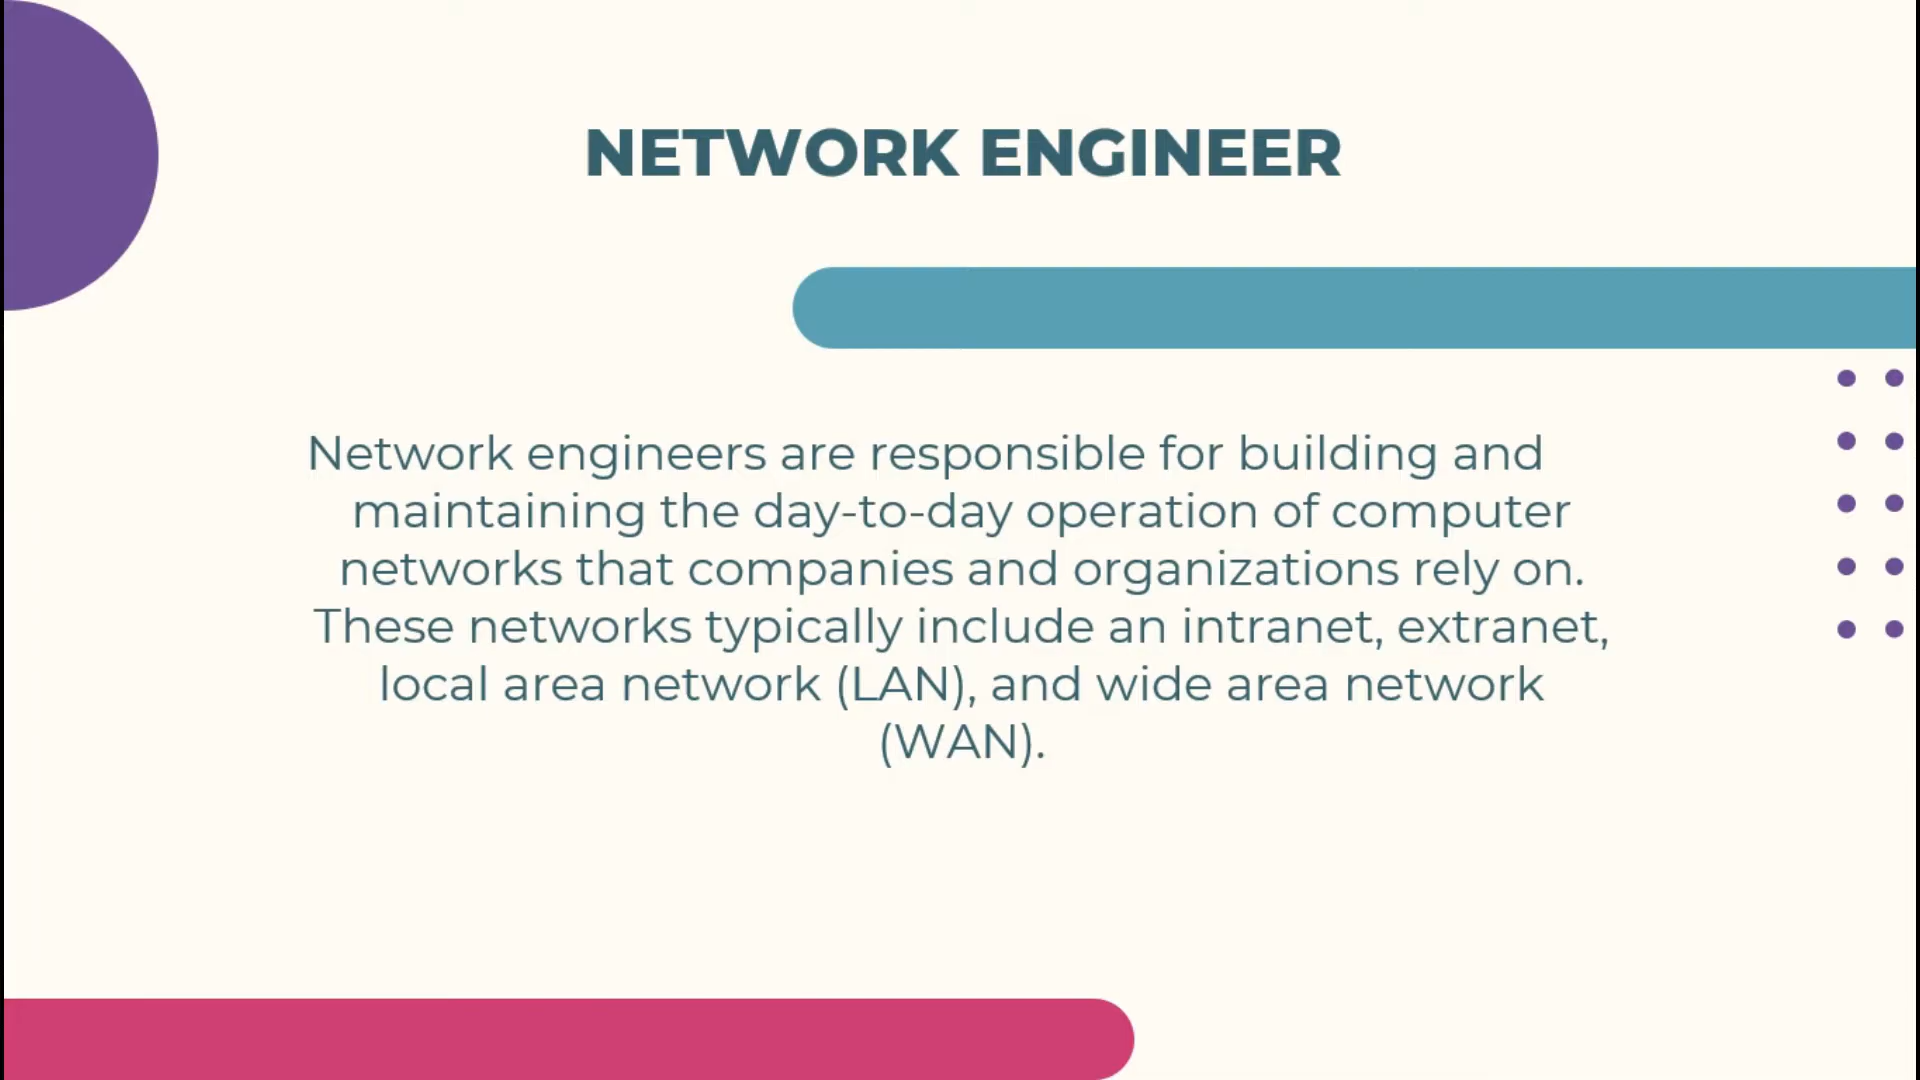 NETWORK ENGINEER
Network engineers are responsible for building and
maintaining the day-to-day operation of computer
networks that companies and organizations rely on.
These networks typically include an intranet, extranet,
local area network (LAN), and wide area network
(WAN).